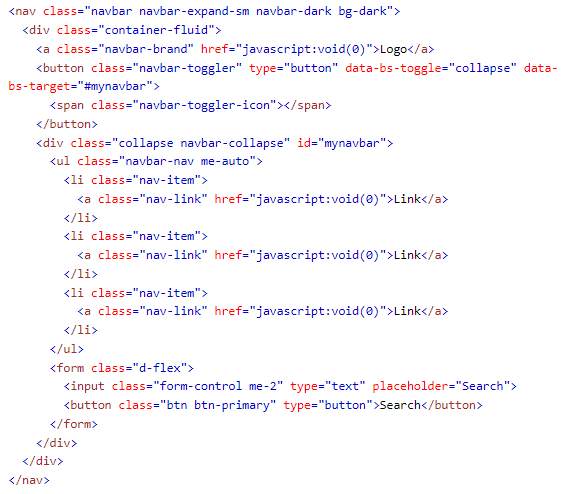 <nav class="navbar navbar-expand-sm navbar-dark bg-dark">
  <div class="container-fluid">
    <a class="navbar-brand" href="javascript:void(0)">Logo</a>
    <button class="navbar-toggler" type="button" data-bs-toggle="collapse" data-
bs-target="#mynavbar">
      <span class="navbar-toggler-icon"></span>
    </button>
    <div class="collapse navbar-collapse" id="mynavbar">
      <ul class="navbar-nav me-auto">
        <li class="nav-item">
          <a class="nav-link" href="javascript:void(0)">Link</a>
        </li>
        <li class="nav-item">
          <a class="nav-link" href="javascript:void(0)">Link</a>
        </li>
        <li class="nav-item">
          <a class="nav-link" href="javascript:void(0)">Link</a>
        </li>
      </ul>
      <form class="d-flex">
        <input class="form-control me-2" type="text" placeholder="Search">
        <button class="btn btn-primary" type="button">Search</button>
      </form>
    </div>
  </div>
</nav>